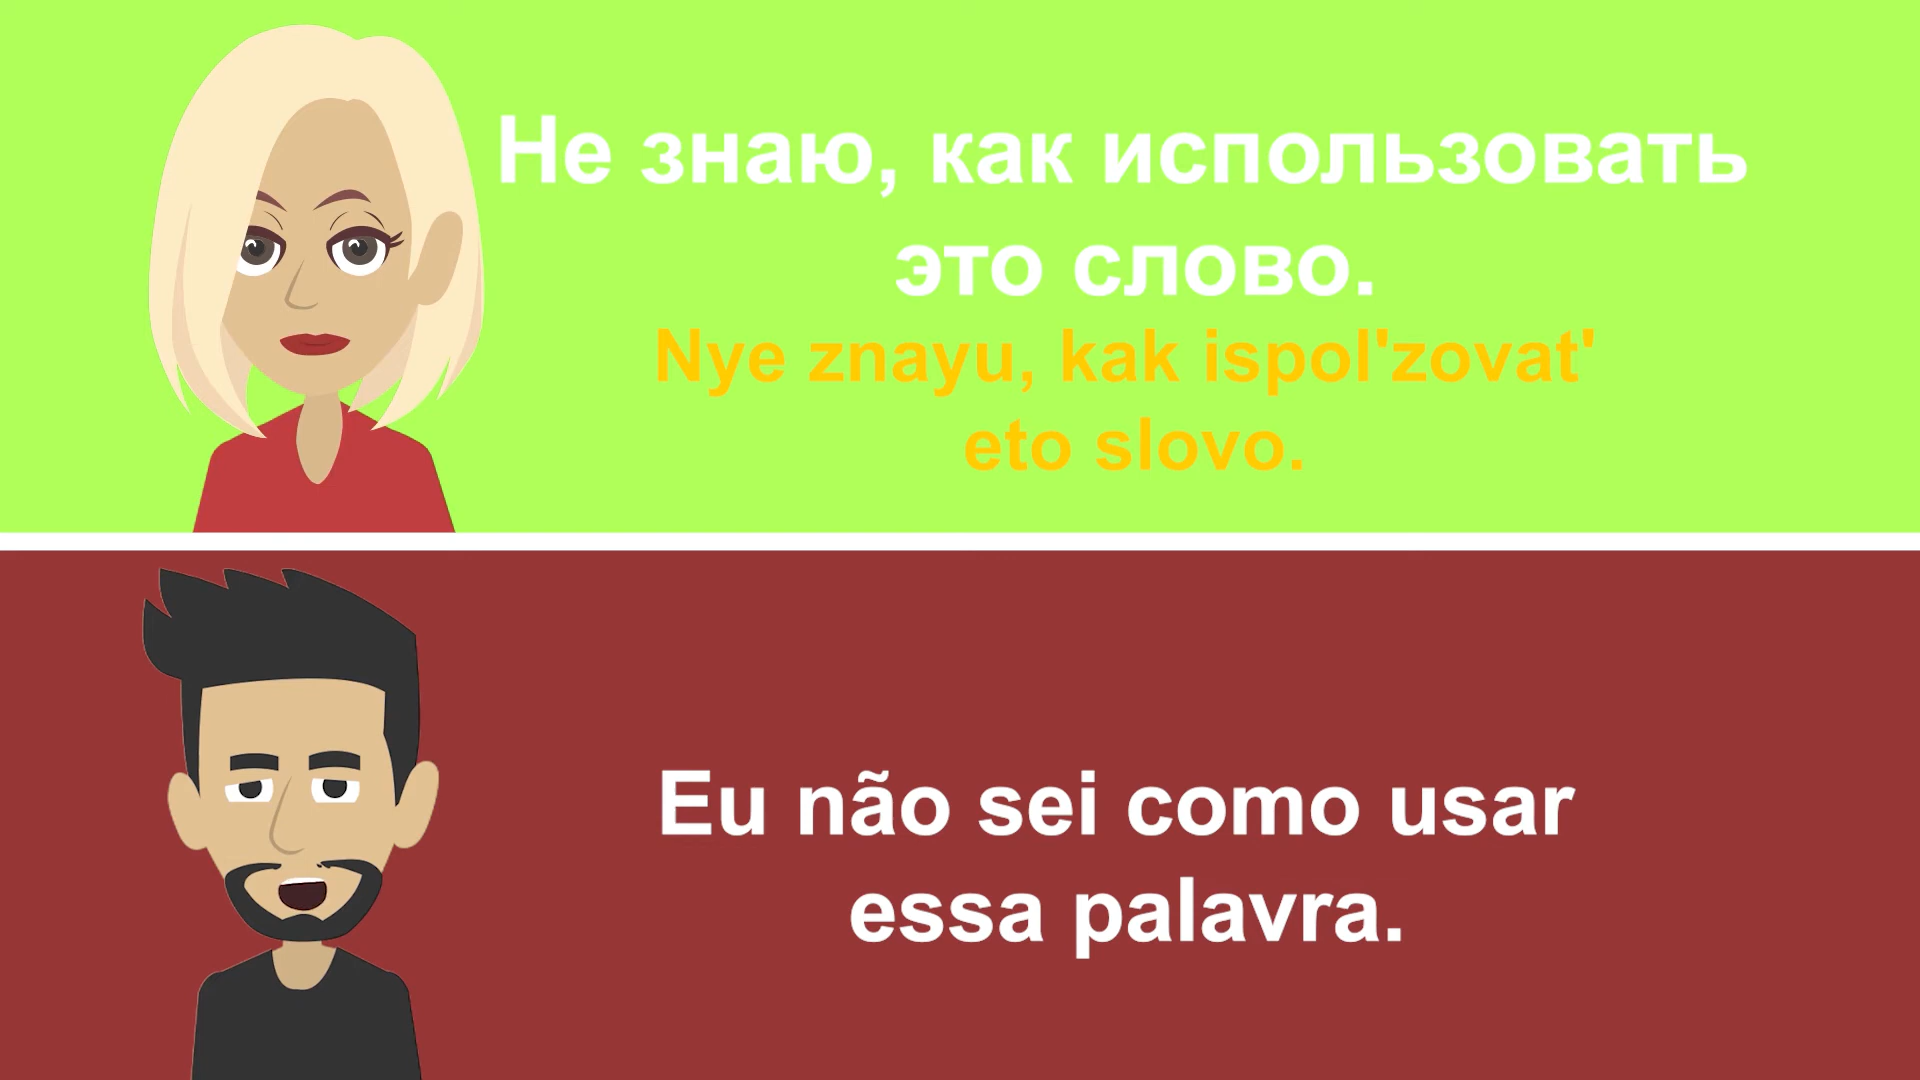 Не знаю, как использовать
это слово.
Nye znayu, kak ispol'zovat'
eto slovo.
Eu não sei como usar
essa palavra.